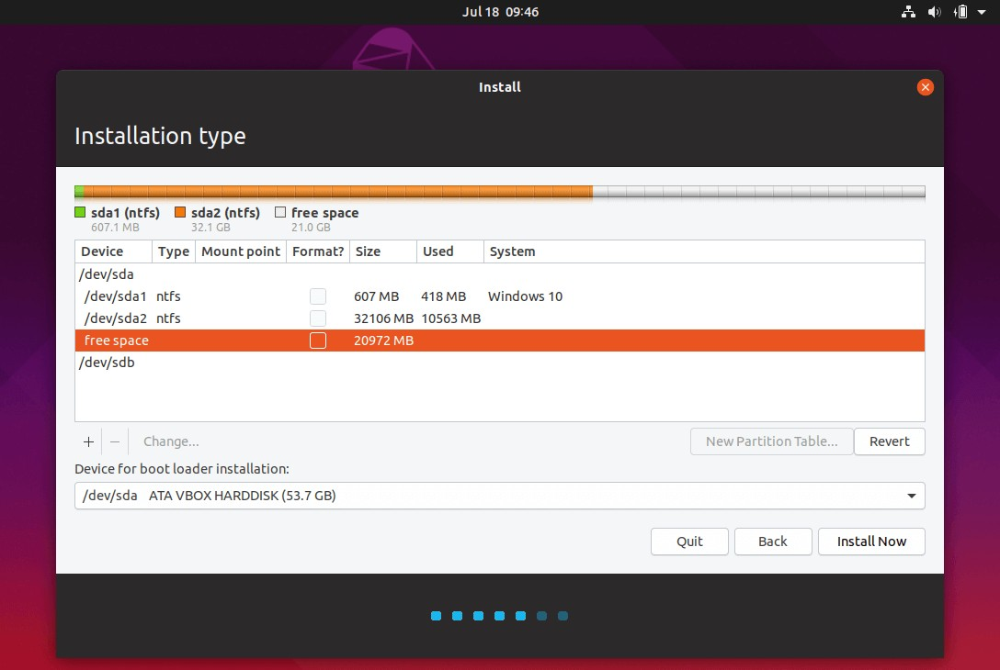 Jul 18 09:46
Install
Installation type
sda1 (ntfs) sda2 (ntfs) free space
607.1 MB 32.1 GB 21.0 GB
Device Type Mount point Format? Size Used System
/dev/sda
/dev/sda1 ntfs 607 MB 418 MB Windows 10
/dev/sda2 ntfs 32106 MB 10563 MB
free space 20972 MB
/dev/sdb
+ − Change... New Partition Table... Revert
Device for boot loader installation:
/dev/sda ATA VBOX HARDDISK (53.7 GB)
Quit Back Install Now